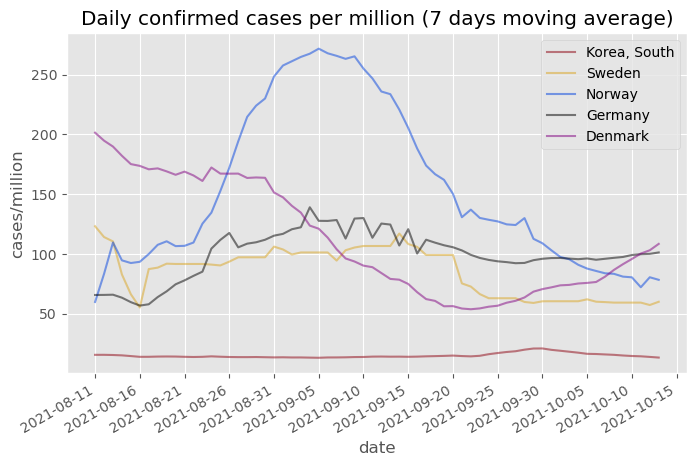 Daily confirmed cases per million (7 days moving average)
Korea, South
Sweden
Norway
Germany
Denmark
250
200
150
100
50
cases/million
2021-08-11
2021-08-16
2021-08-21
2021-08-26
2021-08-31
2021-09-05
2021-09-10
2021-09-15
2021-09-20
2021-09-25
2021-09-30
2021-10-05
2021-10-10
2021-10-15
date